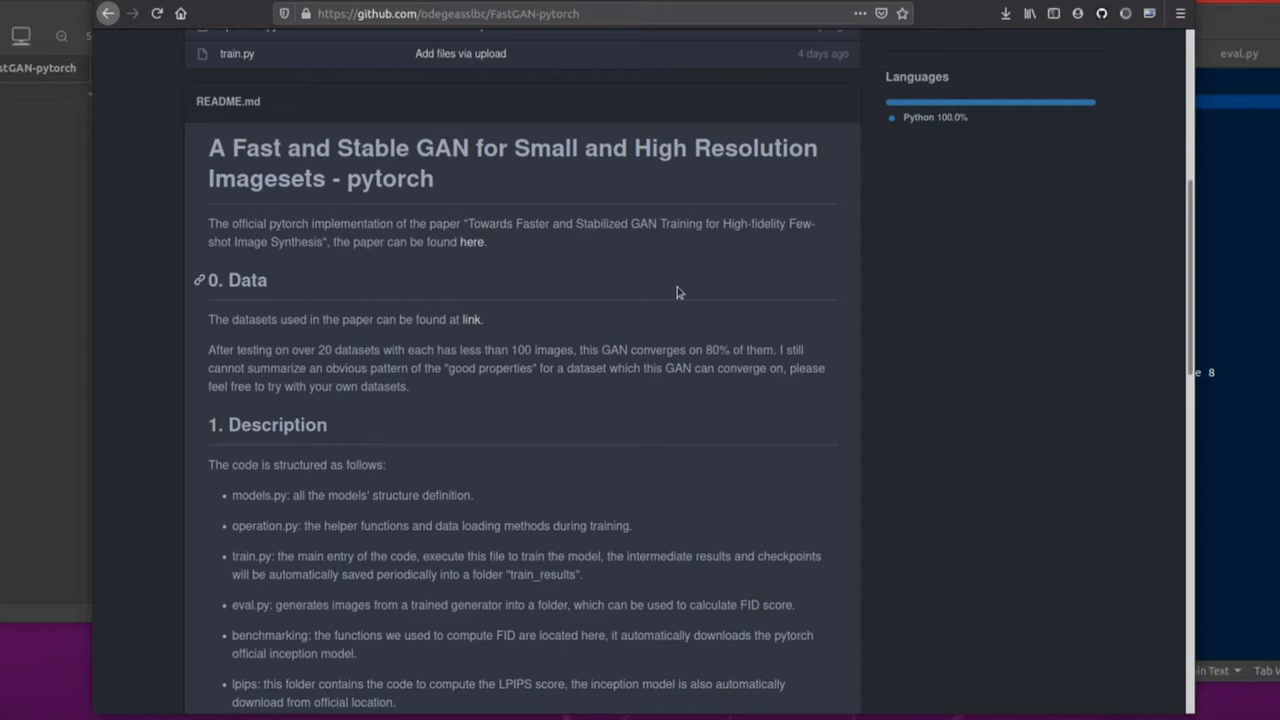 https://github.com/odegeasslbc/FastGAN-pytorch
stGAN-pytorch
eval.py
train.py Add files via upload 4 days ago
Languages
Python 100.0%
README.md
A Fast and Stable GAN for Small and High Resolution
Imagesets - pytorch
The official pytorch implementation of the paper "Towards Faster and Stabilized GAN Training for High-fidelity Few-
shot Image Synthesis", the paper can be found here.
0. Data
The datasets used in the paper can be found at link.
After testing on over 20 datasets with each has less than 100 images, this GAN converges on 80% of them. I still
cannot summarize an obvious pattern of the "good properties" for a dataset which this GAN can converge on, please
feel free to try with your own datasets.
e 8
1. Description
The code is structured as follows:
• models.py: all the models' structure definition.
• operation.py: the helper functions and data loading methods during training.
• train.py: the main entry of the code, execute this file to train the model, the intermediate results and checkpoints
will be automatically saved periodically into a folder "train_results".
• eval.py: generates images from a trained generator into a folder, which can be used to calculate FID score.
• benchmarking: the functions we used to compute FID are located here, it automatically downloads the pytorch
official inception model.
• lpips: this folder contains the code to compute the LPIPS score, the inception model is also automatically
download from official location.
in Text Tab W